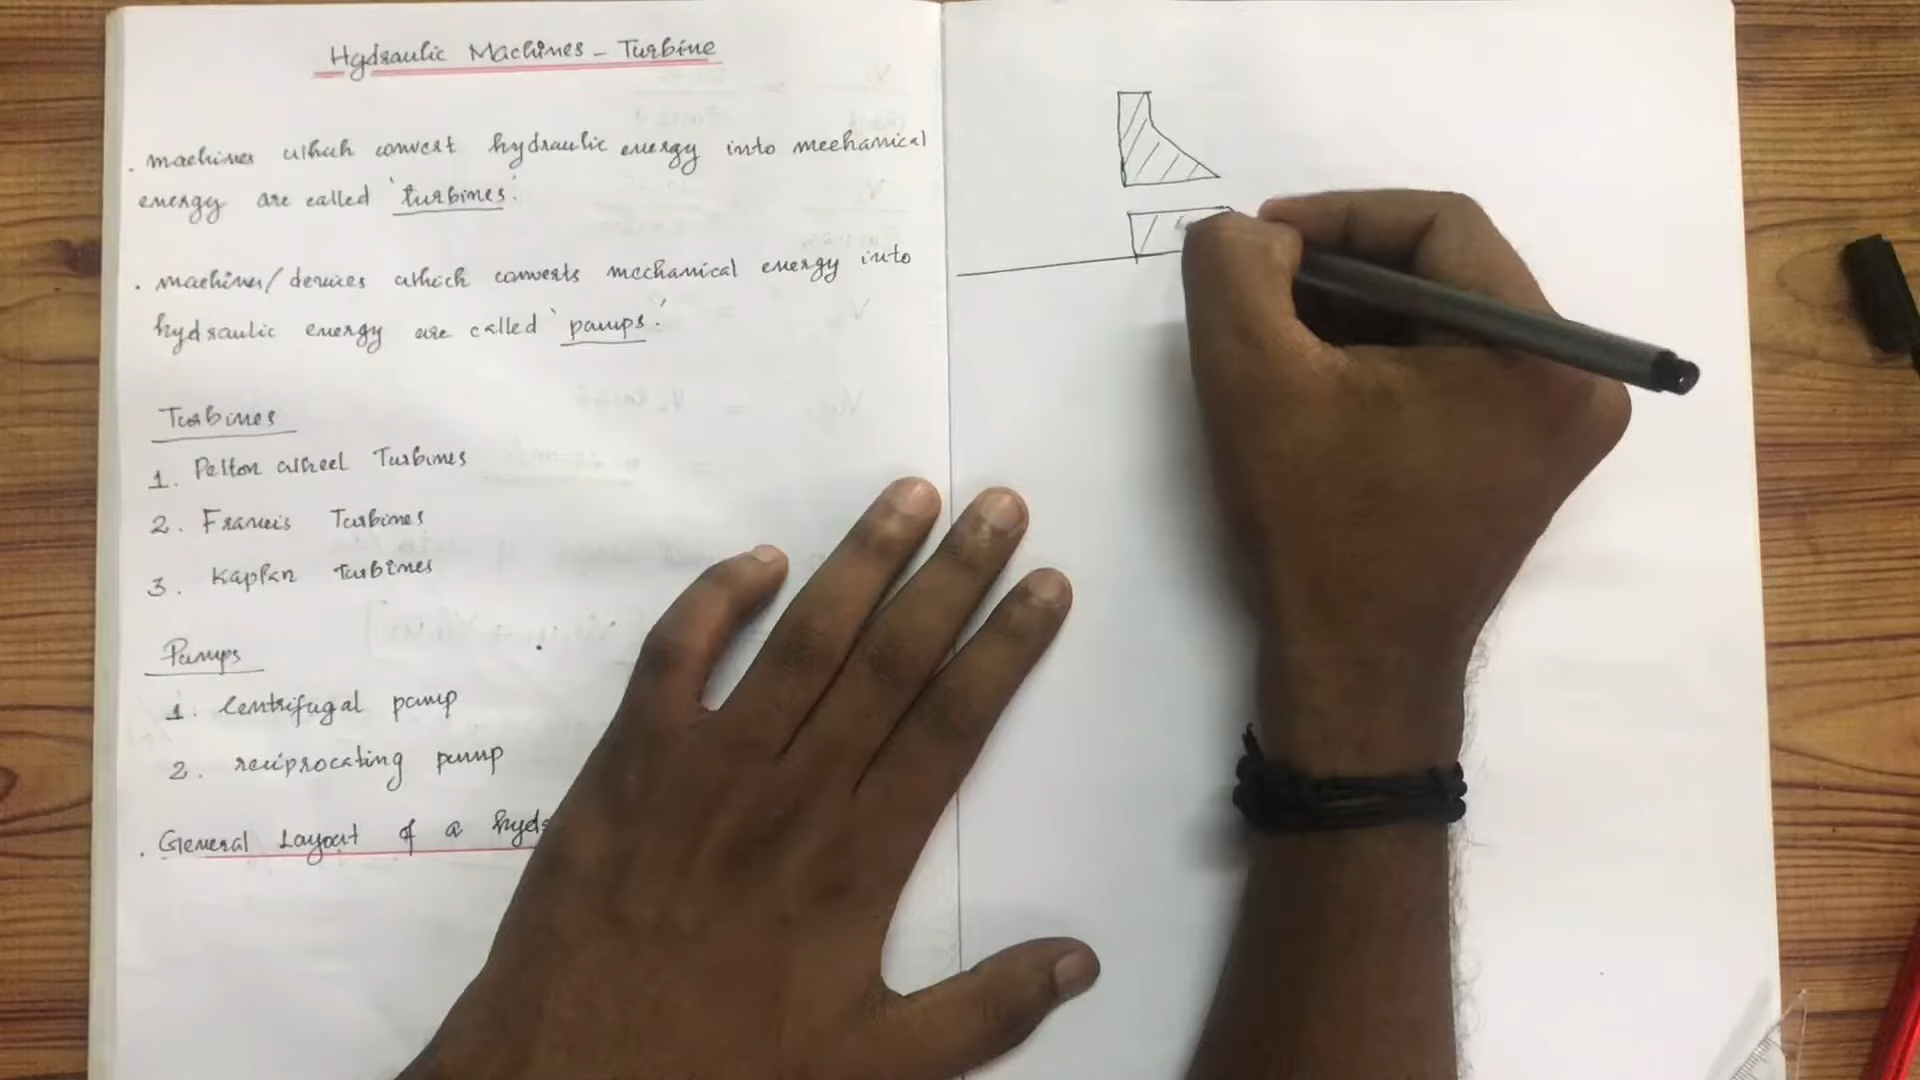 Hydraulic Machines - Turbine
. machines which convert hydraulic energy into mechanical
energy are called 'turbines'.
. machines/devices which converts mechanical energy into
hydraulic energy are called 'pumps'.
Turbines
1. Pelton wheel Turbines
2. Francis Turbines
3. Kaplan Turbines
Pumps
1. Centrifugal pump
2. reciprocating pump
. General Layout of a hyd